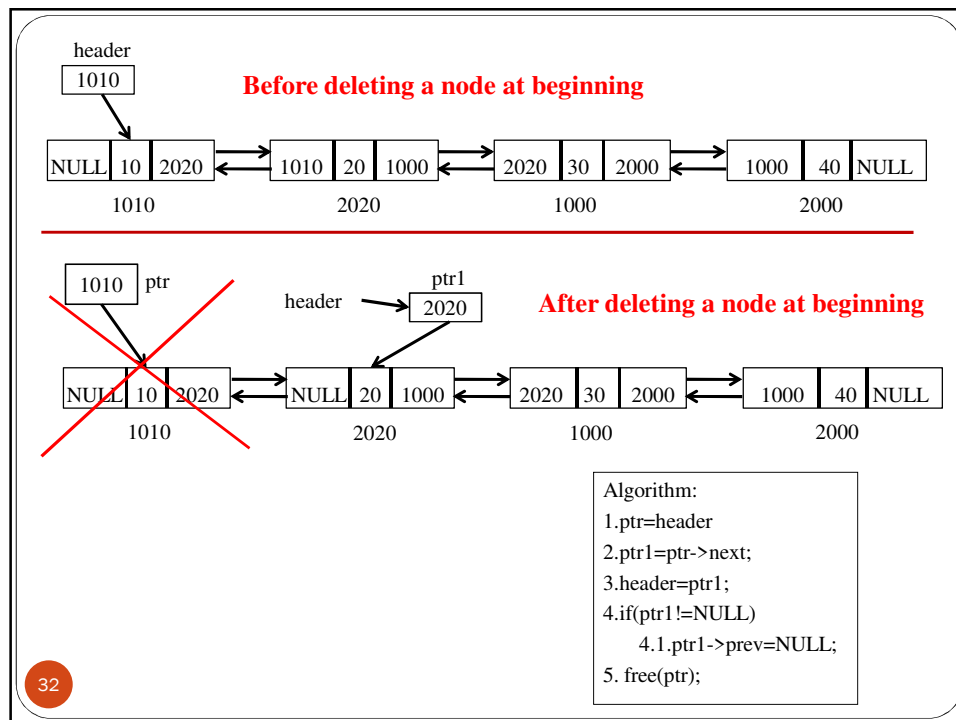 header
1010
Before deleting a node at beginning
NULL 10 2020 1010 20 1000 2020 30 2000 1000 40 NULL
1010 2020 1000 2000
1010 ptr
ptr1
header 2020
After deleting a node at beginning
NULL 10 2020 NULL 20 1000 2020 30 2000 1000 40 NULL
1010 2020 1000 2000
Algorithm:
1.ptr=header
2.ptr1=ptr->next;
3.header=ptr1;
4.if(ptr1!=NULL)
4.1.ptr1->prev=NULL;
5. free(ptr);
32